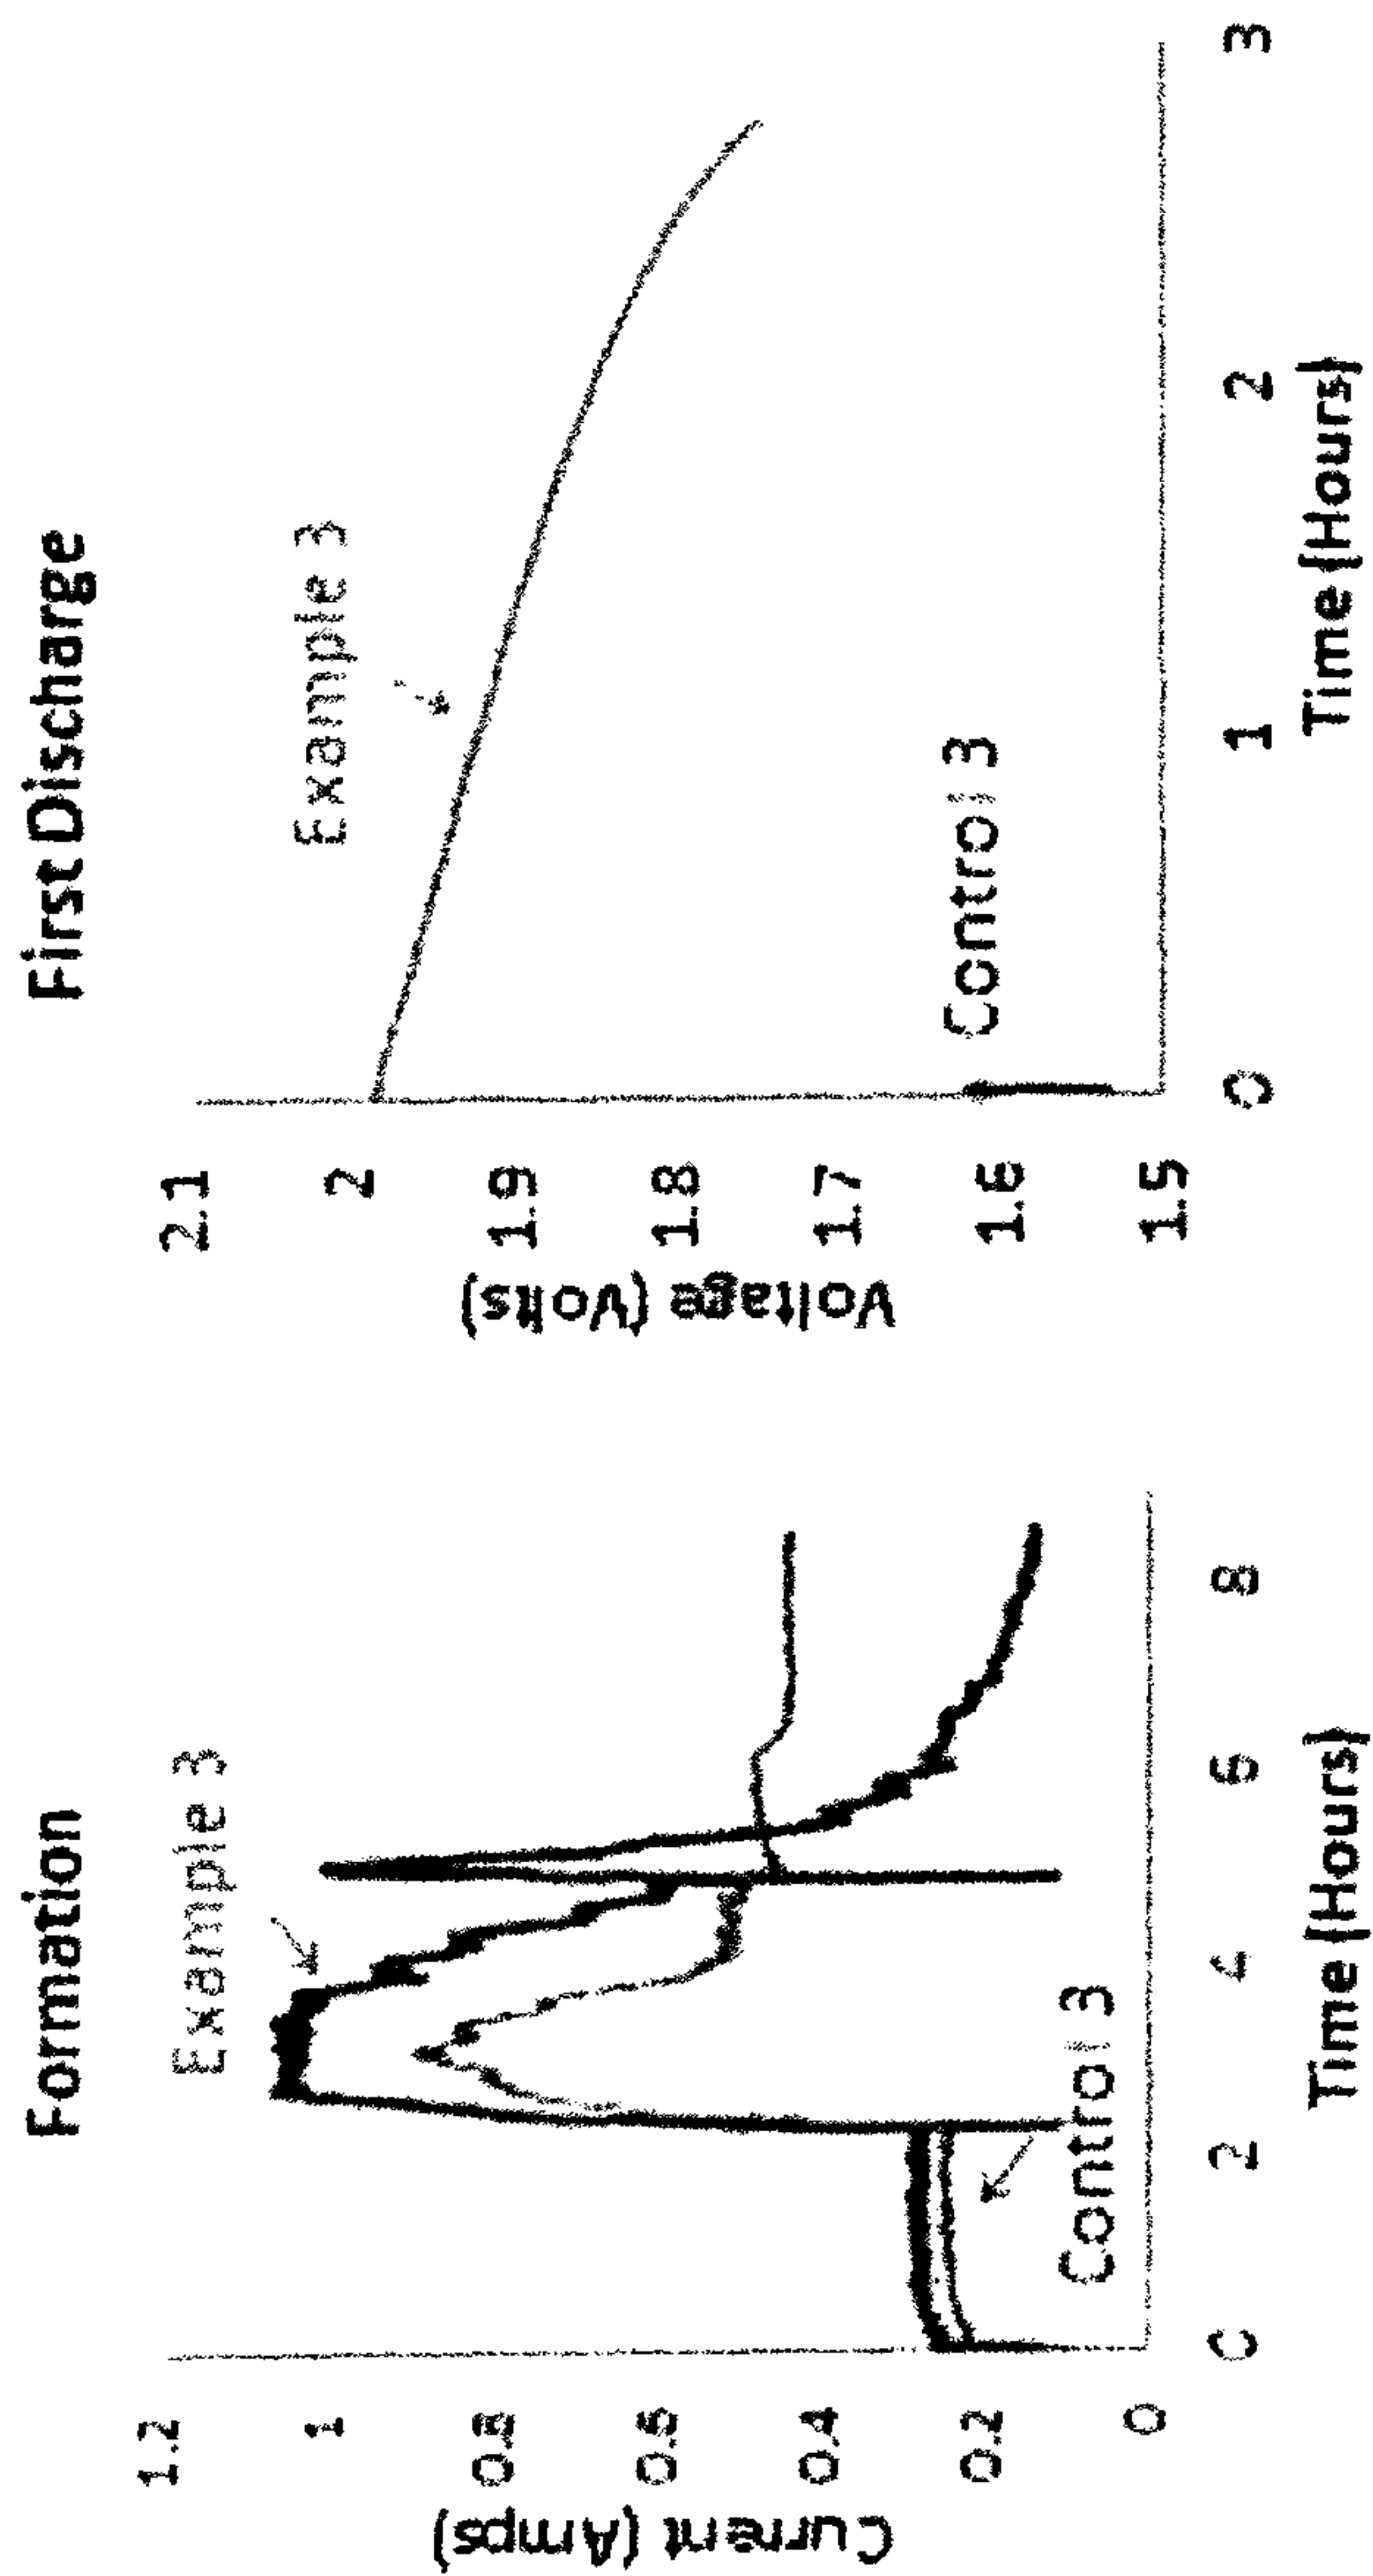 Formation
Current (Amps)
1.2
1
0.8
0.6
0.4
0.2
0
Example 3
Control 3
0
2
4
6
8
Time (Hours)
First Discharge
Voltage (Volts)
2.1
2
1.9
1.8
1.7
1.6
1.5
Example 3
Control 3
0
1
2
3
Time (Hours)